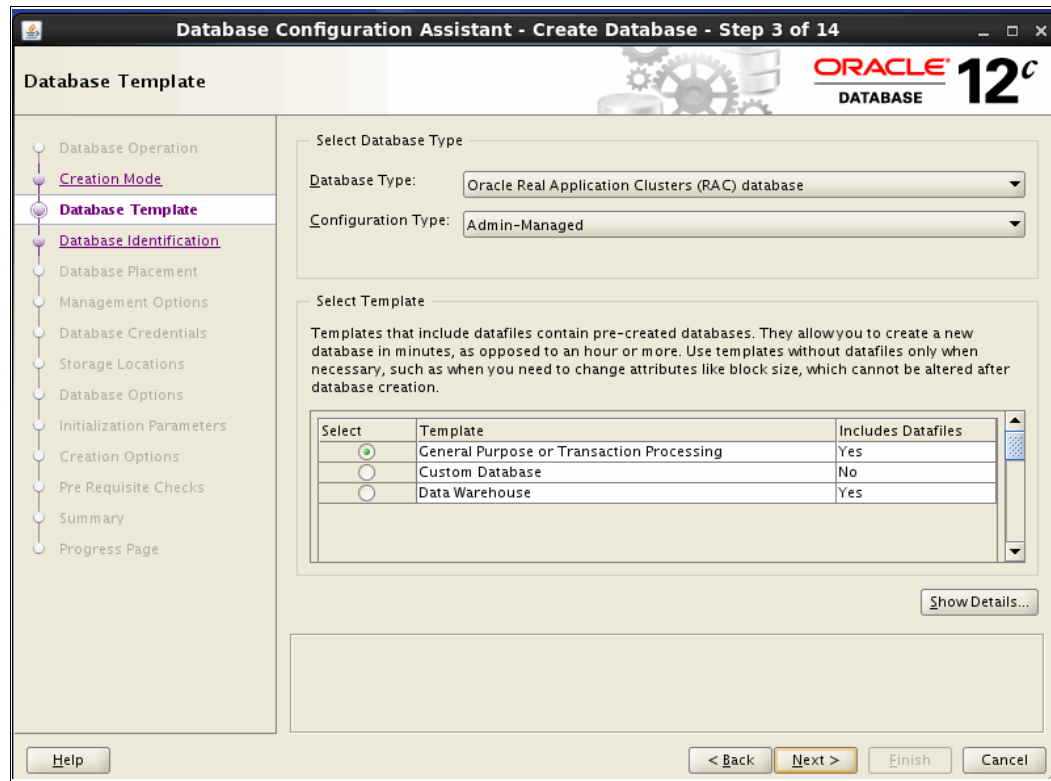 Database Configuration Assistant - Create Database - Step 3 of 14
Database Template
ORACLE
DATABASE
12c
Database Operation
Creation Mode
Database Template
Database Identification
Database Placement
Management Options
Database Credentials
Storage Locations
Database Options
Initialization Parameters
Creation Options
Pre Requisite Checks
Summary
Progress Page
Select Database Type
Database Type: Oracle Real Application Clusters (RAC) database
Configuration Type: Admin-Managed
Select Template
Templates that include datafiles contain pre-created databases. They allow you to create a new
database in minutes, as opposed to an hour or more. Use templates without datafiles only when
necessary, such as when you need to change attributes like block size, which cannot be altered after
database creation.
Select Template Includes Datafiles
General Purpose or Transaction Processing Yes
Custom Database No
Data Warehouse Yes
Show Details...
Help < Back Next > Finish Cancel